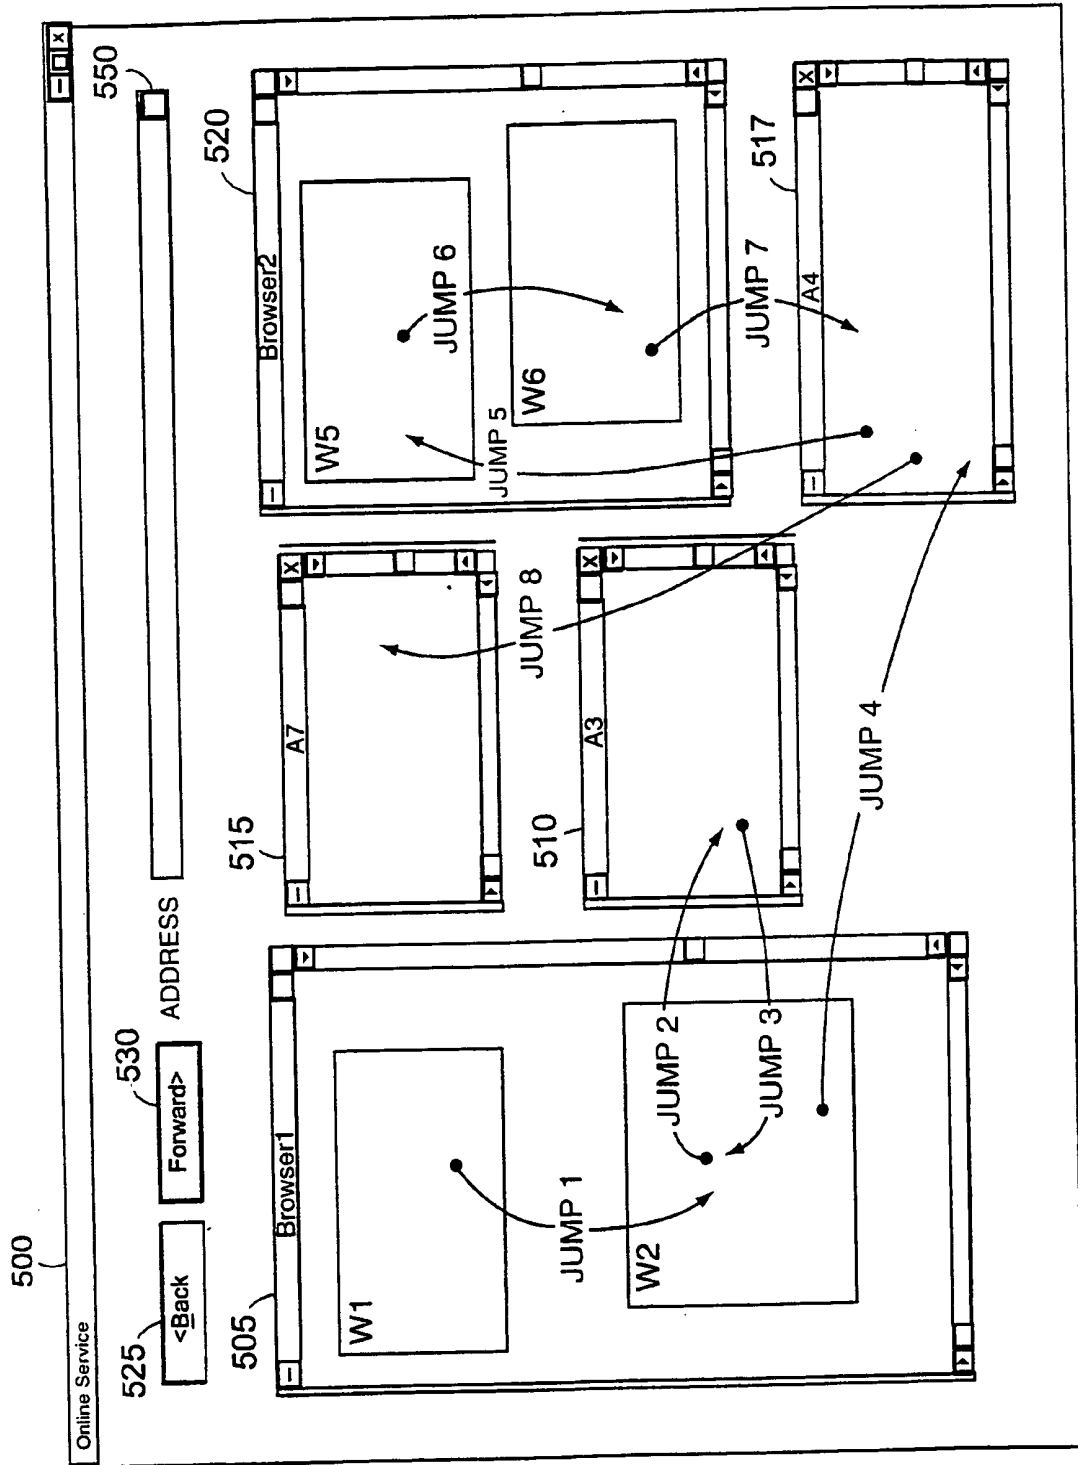 500
Online Service
— □ X
525
<Back
530
Forward>
ADDRESS
550
505
Browser1
W1
JUMP 1
W2
JUMP 2
JUMP 3
515
A7
X
JUMP 8
510
A3
X
JUMP 4
520
Browser2
W5
JUMP 6
JUMP 5
W6
JUMP 7
517
A4
X